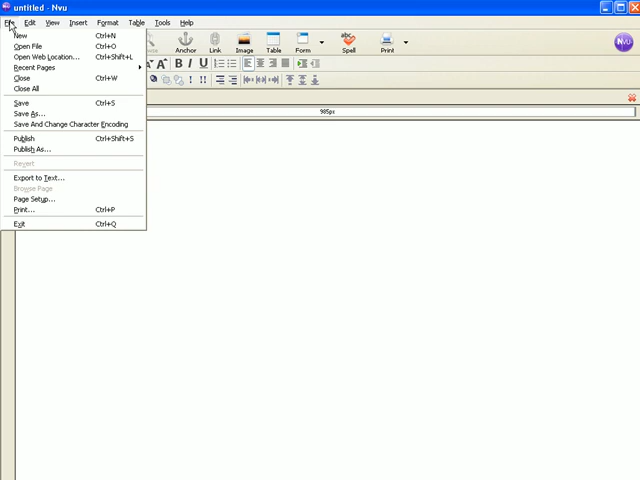 untitled - Nvu
File Edit View Insert Format Table Tools Help
New Ctrl+N
Open File Ctrl+O
Open Web Location... Ctrl+Shift+L
Recent Pages
Close Ctrl+W
Close All
Save Ctrl+S
Save As...
Save And Change Character Encoding
Publish Ctrl+Shift+S
Publish As...
Revert
Export to Text...
Browse Page
Page Setup...
Print... Ctrl+P
Exit Ctrl+Q
Anchor Link Image Table Form abc Spell Print
NVU
A A B I U
! !!
985px